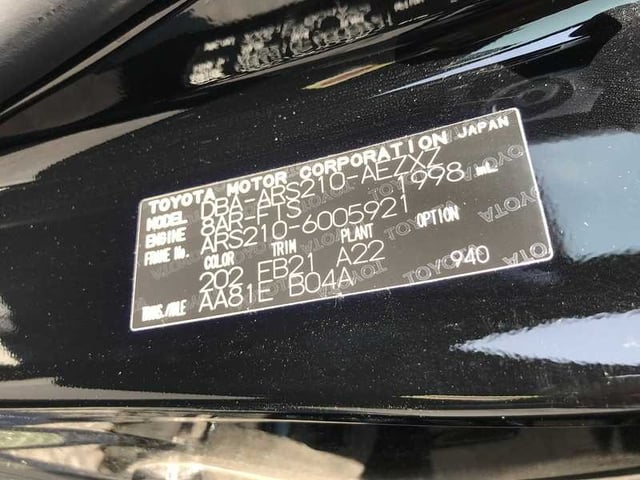 TOYOTA MOTOR CORPORATION JAPAN
MODEL DBA-ARS210-AEZXZ
ENGINE 8AR-FTS 1998 mL
FRAME No. ARS210-6005921
COLOR TRIM PLANT OPTION
202 EB21 A22 940
TRANS./AXLE AA81E B04A